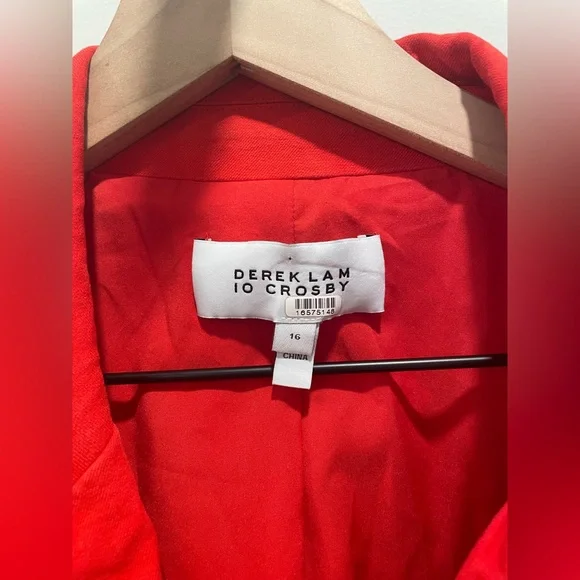 DEREK LAM
10 CROSBY
16575148
16
CHINA